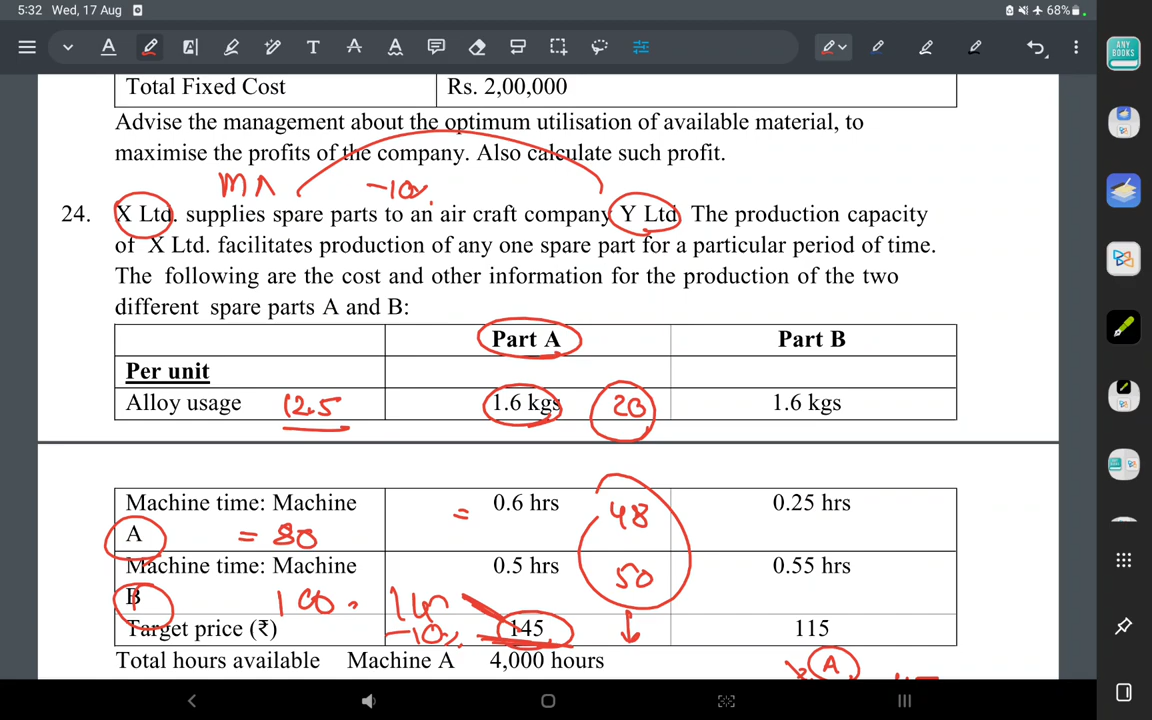 5:32 Wed, 17 Aug 68%
Total Fixed Cost Rs. 2,00,000
Advise the management about the optimum utilisation of available material, to
maximise the profits of the company. Also calculate such profit.
-10%
24. X Ltd. supplies spare parts to an air craft company Y Ltd. The production capacity
of X Ltd. facilitates production of any one spare part for a particular period of time.
The following are the cost and other information for the production of the two
different spare parts A and B:
Part A Part B
Per unit
Alloy usage 12.5 1.6 kgs 20 1.6 kgs
Machine time: Machine = 0.6 hrs 48 0.25 hrs
A = 80
Machine time: Machine 0.5 hrs 50 0.55 hrs
B 100
Target price (₹) -10% 145 115
Total hours available Machine A 4,000 hours
A
ANY
BOOKS